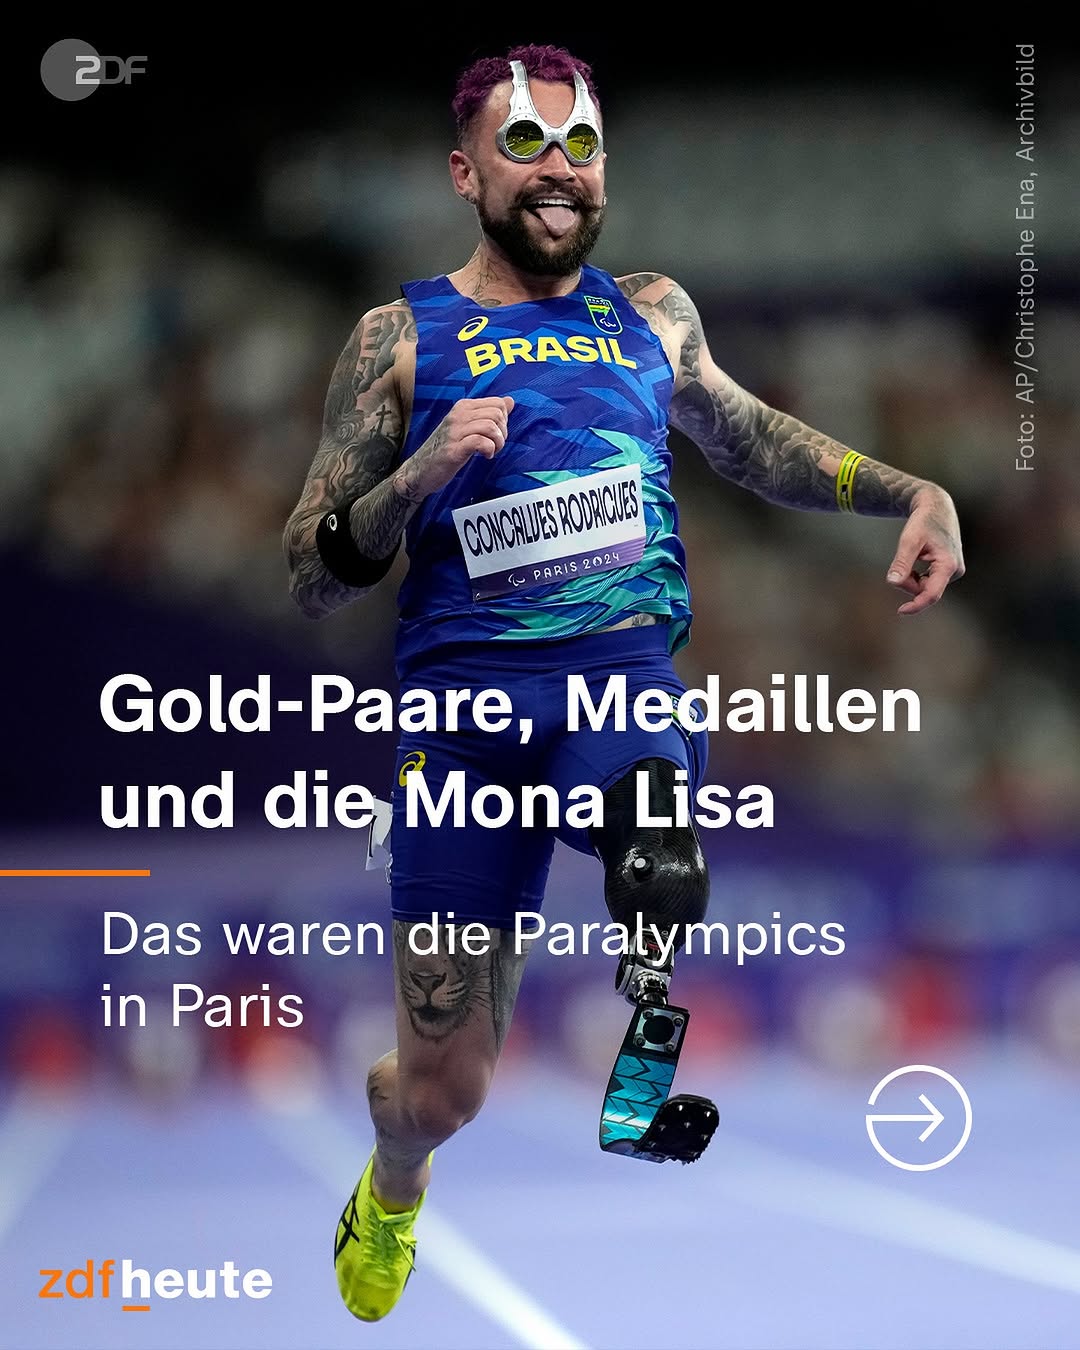 ZDF
Foto: AP/Christophe Ena, Archivbild
BRASIL
GONCALVES RODRIGUES
PARIS 2024
Gold-Paare, Medaillen
und die Mona Lisa
Das waren die Paralympics
in Paris
zdfheute